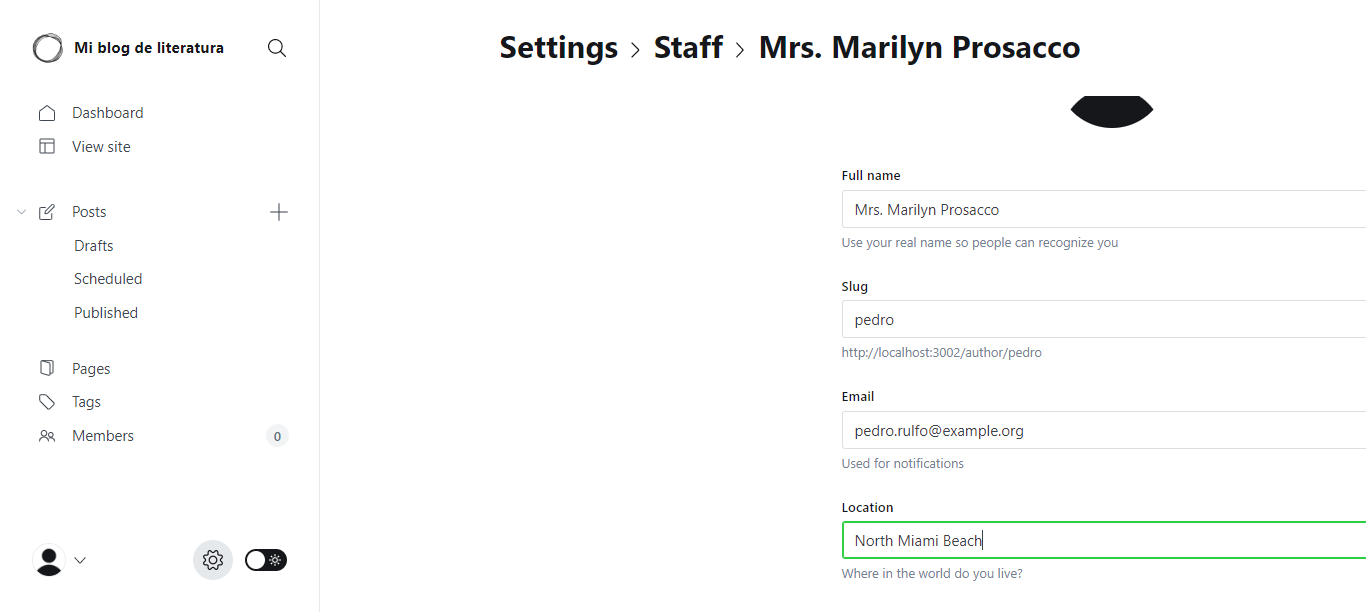 Mi blog de literatura
Dashboard
View site
Posts
Drafts
Scheduled
Published
Pages
Tags
Members 0
Settings > Staff > Mrs. Marilyn Prosacco
Full name
Mrs. Marilyn Prosacco
Use your real name so people can recognize you
Slug
pedro
http://localhost:3002/author/pedro
Email
pedro.rulfo@example.org
Used for notifications
Location
North Miami Beach
Where in the world do you live?